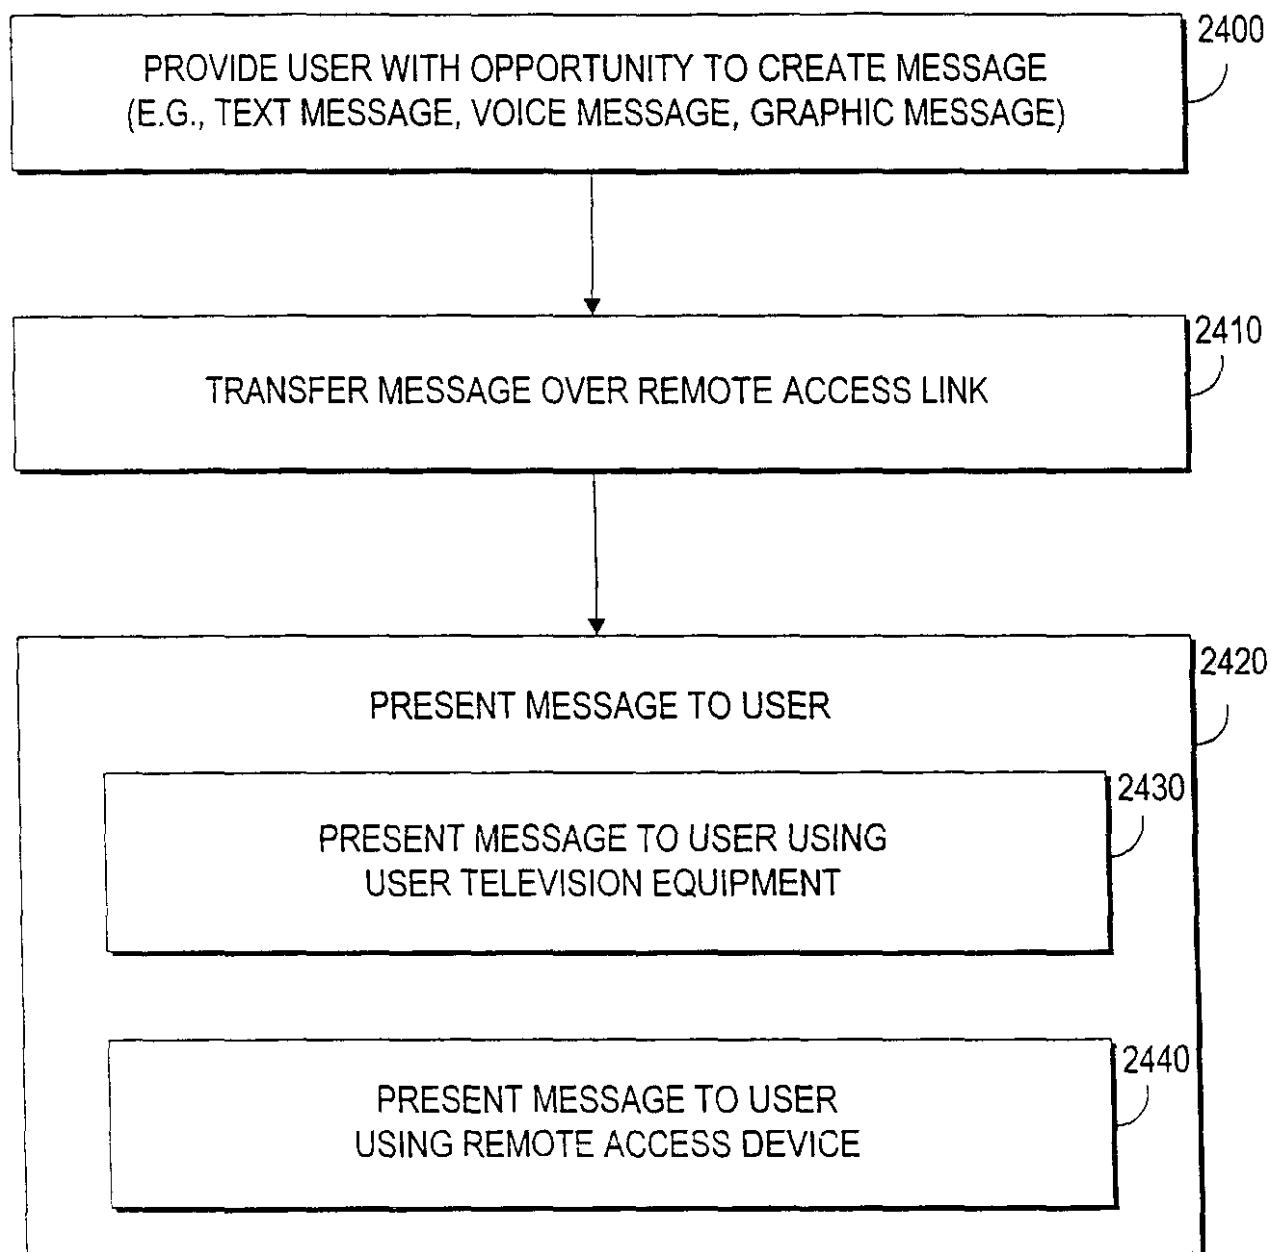 2400
PROVIDE USER WITH OPPORTUNITY TO CREATE MESSAGE
(E.G., TEXT MESSAGE, VOICE MESSAGE, GRAPHIC MESSAGE)
2410
TRANSFER MESSAGE OVER REMOTE ACCESS LINK
2420
PRESENT MESSAGE TO USER
2430
PRESENT MESSAGE TO USER USING
USER TELEVISION EQUIPMENT
2440
PRESENT MESSAGE TO USER
USING REMOTE ACCESS DEVICE